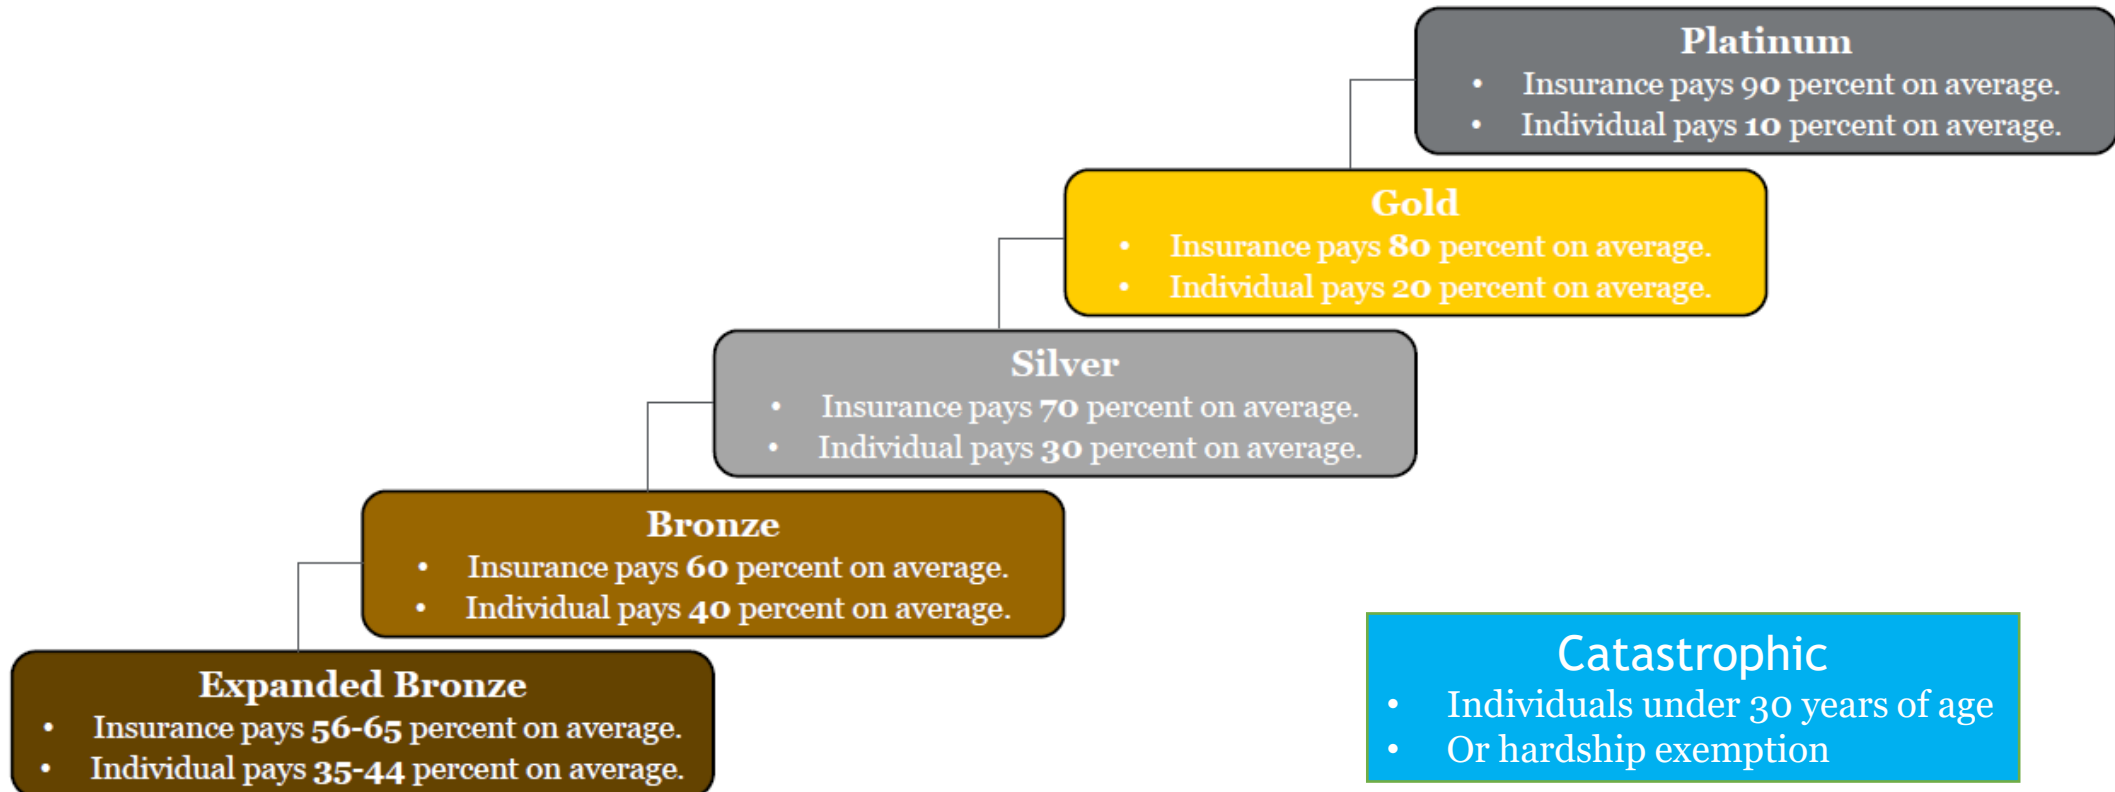 Platinum
• Insurance pays 90 percent on average.
• Individual pays 10 percent on average.
Gold
• Insurance pays 80 percent on average.
• Individual pays 20 percent on average.
Silver
• Insurance pays 70 percent on average.
• Individual pays 30 percent on average.
Bronze
• Insurance pays 60 percent on average.
• Individual pays 40 percent on average.
Expanded Bronze
• Insurance pays 56-65 percent on average.
• Individual pays 35-44 percent on average.
Catastrophic
• Individuals under 30 years of age
• Or hardship exemption